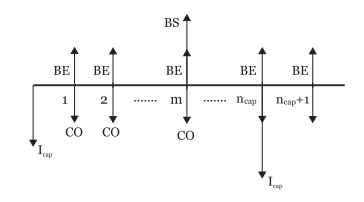 BS
BE BE BE BE BE
1 2 ....... m ....... n_cap n_cap+1
CO CO CO
I_cap
I_cap